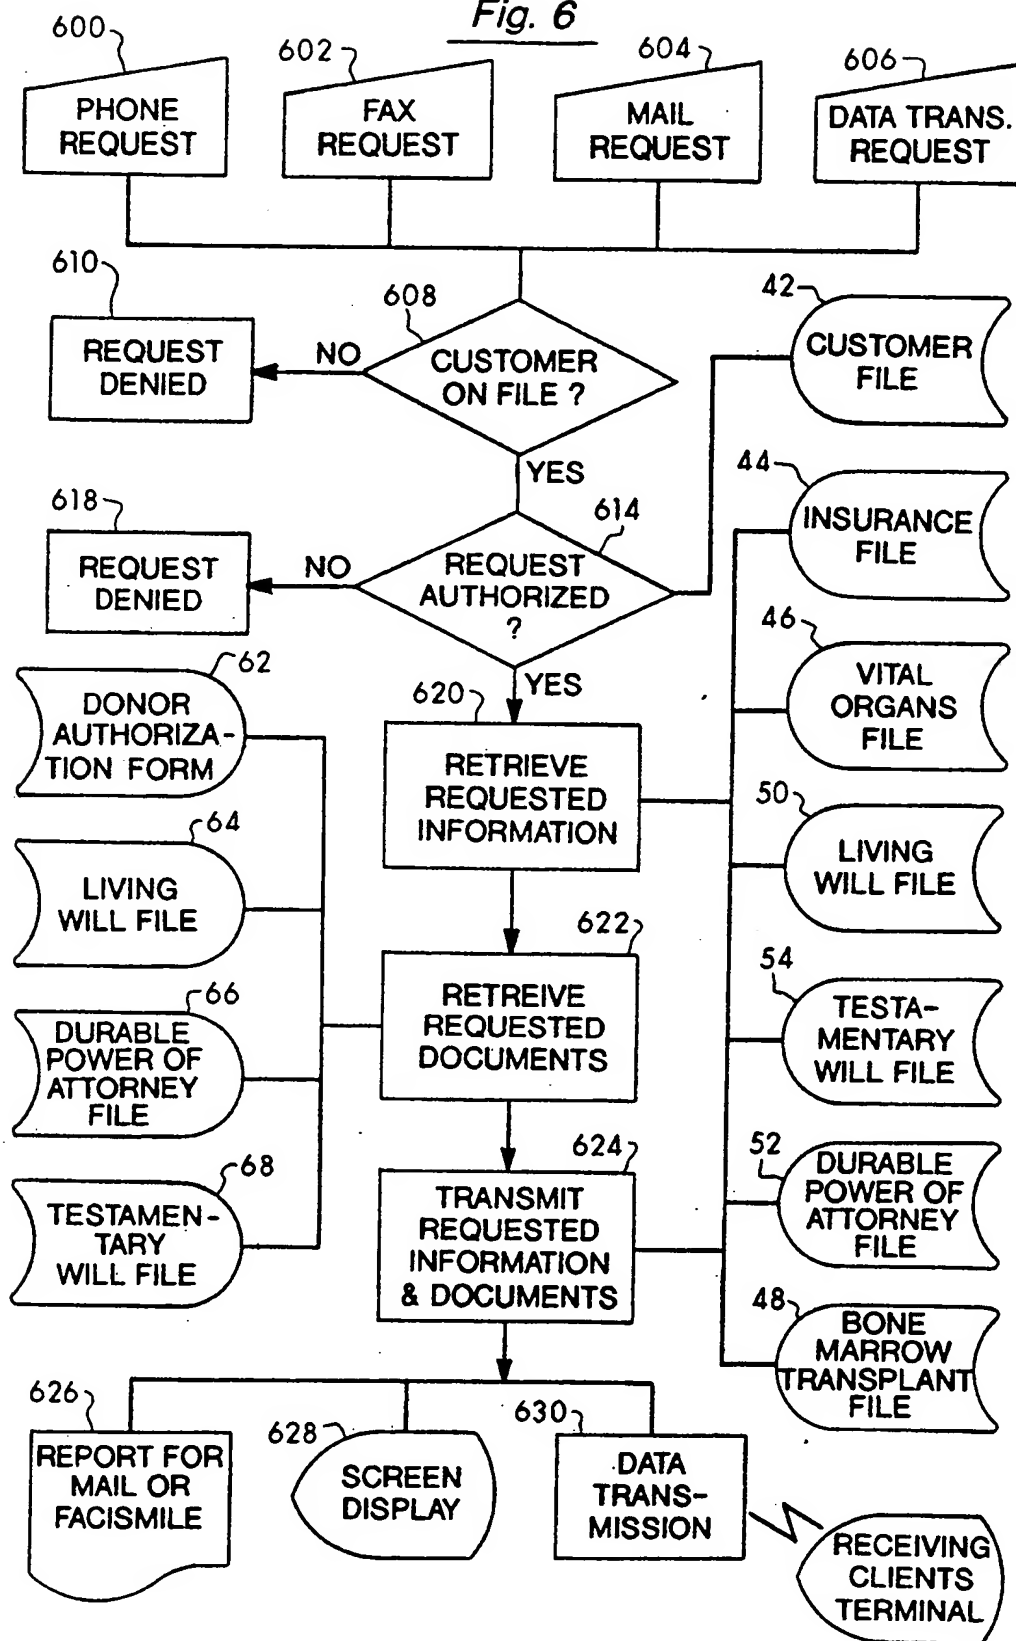 Fig. 6
600
602
604
606
PHONE
REQUEST
FAX
REQUEST
MAIL
REQUEST
DATA TRANS.
REQUEST
610
REQUEST
DENIED
NO
608
CUSTOMER
ON FILE ?
YES
42
CUSTOMER
FILE
618
REQUEST
DENIED
NO
614
REQUEST
AUTHORIZED
?
YES
44
INSURANCE
FILE
46
VITAL
ORGANS
FILE
62
DONOR
AUTHORIZA-
TION FORM
620
RETRIEVE
REQUESTED
INFORMATION
50
LIVING
WILL FILE
64
LIVING
WILL FILE
622
RETREIVE
REQUESTED
DOCUMENTS
54
TESTA-
MENTARY
WILL FILE
66
DURABLE
POWER OF
ATTORNEY
FILE
624
TRANSMIT
REQUESTED
INFORMATION
& DOCUMENTS
52
DURABLE
POWER OF
ATTORNEY
FILE
68
TESTAMEN-
TARY
WILL FILE
48
BONE
MARROW
TRANSPLANT
FILE
626
REPORT FOR
MAIL OR
FACISMILE
628
SCREEN
DISPLAY
630
DATA
TRANS-
MISSION
RECEIVING
CLIENTS
TERMINAL